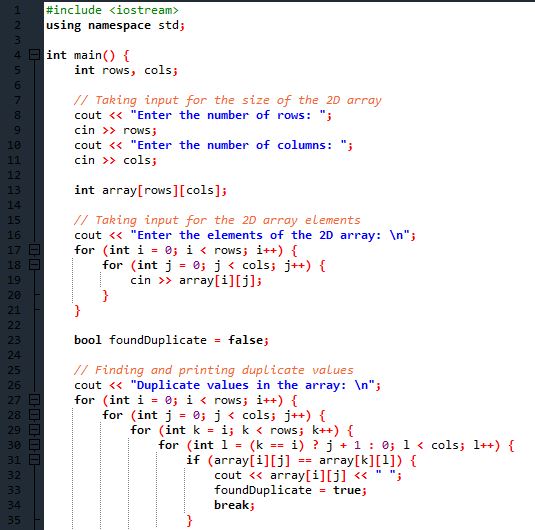 1 #include <iostream>
2 using namespace std;
3
4 int main() {
5 int rows, cols;
6
7 // Taking input for the size of the 2D array
8 cout << "Enter the number of rows: ";
9 cin >> rows;
10 cout << "Enter the number of columns: ";
11 cin >> cols;
12
13 int array[rows][cols];
14
15 // Taking input for the 2D array elements
16 cout << "Enter the elements of the 2D array: \n";
17 for (int i = 0; i < rows; i++) {
18 for (int j = 0; j < cols; j++) {
19 cin >> array[i][j];
20 }
21 }
22
23 bool foundDuplicate = false;
24
25 // Finding and printing duplicate values
26 cout << "Duplicate values in the array: \n";
27 for (int i = 0; i < rows; i++) {
28 for (int j = 0; j < cols; j++) {
29 for (int k = i; k < rows; k++) {
30 for (int l = (k == i) ? j + 1 : 0; l < cols; l++) {
31 if (array[i][j] == array[k][l]) {
32 cout << array[i][j] << " ";
33 foundDuplicate = true;
34 break;
35 }